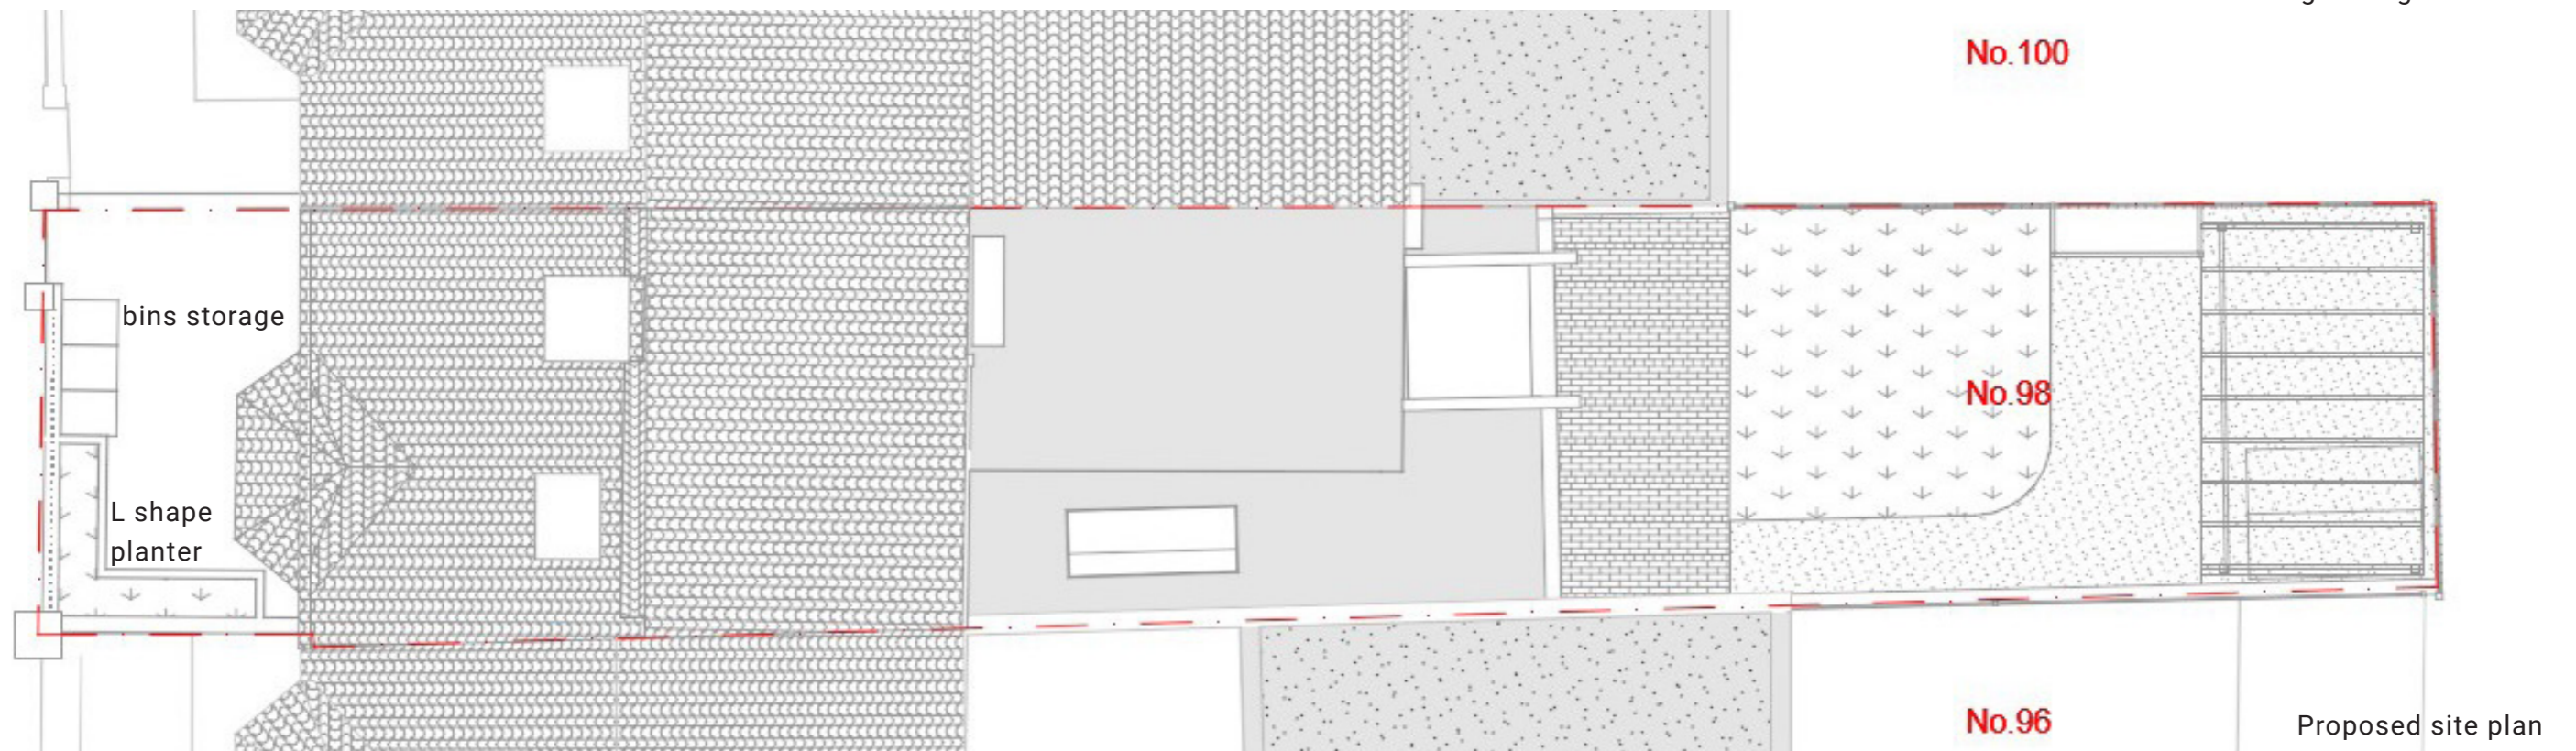 No.100
bins storage
No.98
L shape
planter
No.96
Proposed site plan